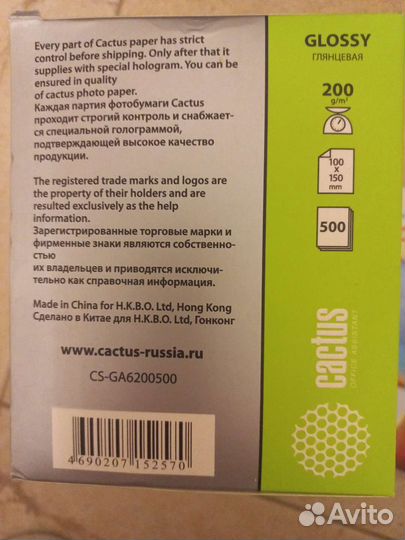 Every part of Cactus paper has strict
control before shipping. Only after that it
supplies with special hologram. You can be
ensured in quality
of cactus photo paper.
Каждая партия фотобумаги Cactus
проходит строгий контроль и снабжает-
ся специальной голограммой,
подтверждающей высокое качество
продукции.
The registered trade marks and logos are
the property of their holders and are
resulted exclusively as the help
information.
Зарегистрированные торговые марки и
фирменные знаки являются собственно-
стью
их владельцев и приводятся исключи-
тельно как справочная информация.
Made in China for H.K.B.O. Ltd, Hong Kong
Сделано в Китае для H.K.B.O. Ltd, Гонконг
www.cactus-russia.ru
CS-GA6200500
4690207152570
GLOSSY
ГЛЯНЦЕВАЯ
200
g/m²
100
x
150
mm
500
cactus
OFFICE ASSISTANT
Avito